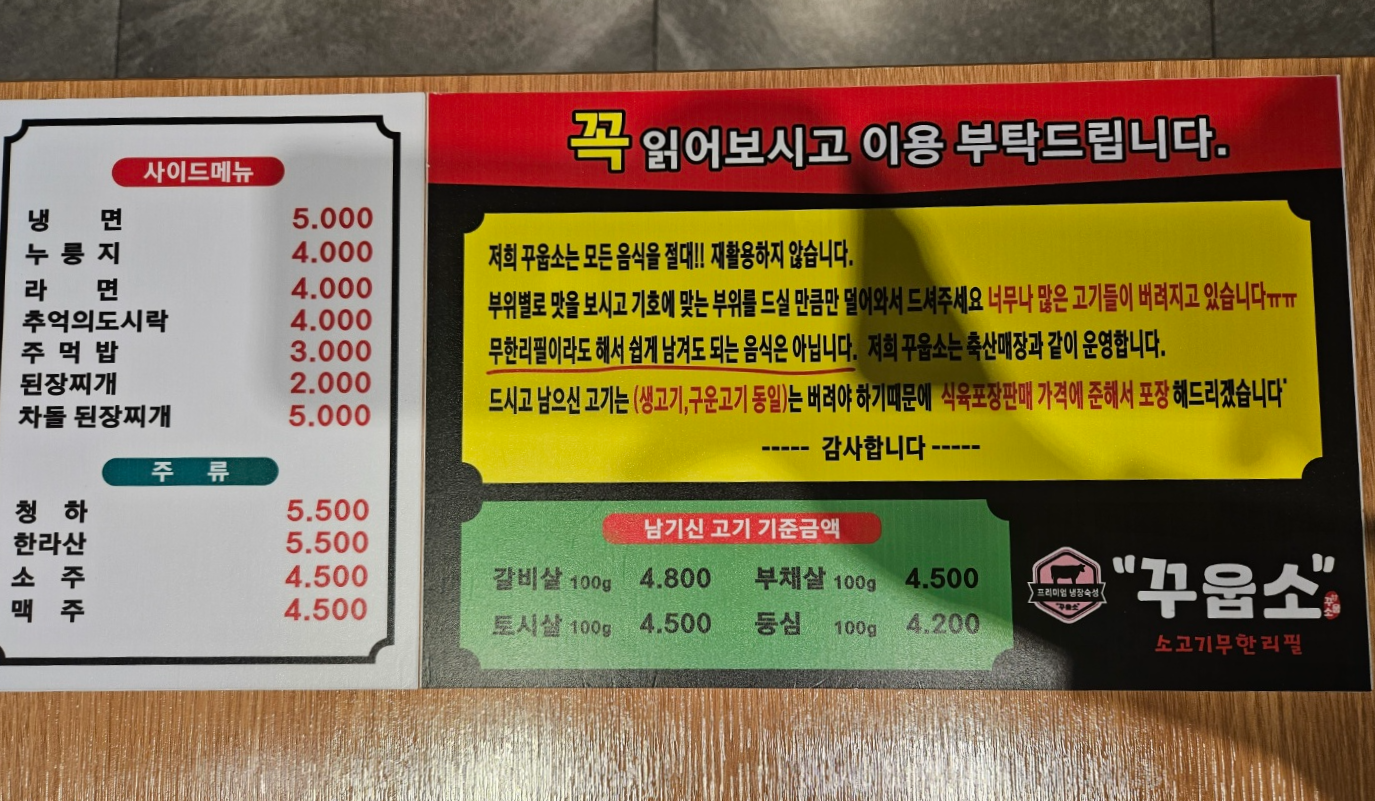 사이드메뉴
냉 면 5.000
누 룽 지 4.000
라 면 4.000
추억의도시락 4.000
주 먹 밥 3.000
된장찌개 2.000
차돌 된장찌개 5.000
주 류
청 하 5.500
한라산 5.500
소 주 4.500
맥 주 4.500
꼭 읽어보시고 이용 부탁드립니다.
저희 꾸웁소는 모든 음식을 절대!! 재활용하지 않습니다.
부위별로 맛을 보시고 기호에 맞는 부위를 드실 만큼만 덜어와서 드셔주세요 너무나 많은 고기들이 버려지고 있습니다ㅠㅠ
무한리필이라도 해서 쉽게 남겨도 되는 음식은 아닙니다. 저희 꾸웁소는 축산매장과 같이 운영합니다.
드시고 남으신 고기는 (생고기,구운고기 동일)는 버려야 하기때문에 식육포장판매 가격에 준해서 포장 해드리겠습니다
----- 감사합니다 -----
남기신 고기 기준금액
갈비살 100g 4.800 부채살 100g 4.500
토시살 100g 4.500 등심 100g 4.200
프리미엄 냉장숙성
"꾸웁소"
"꾸웁소"
꾸웁소
소고기무한리필